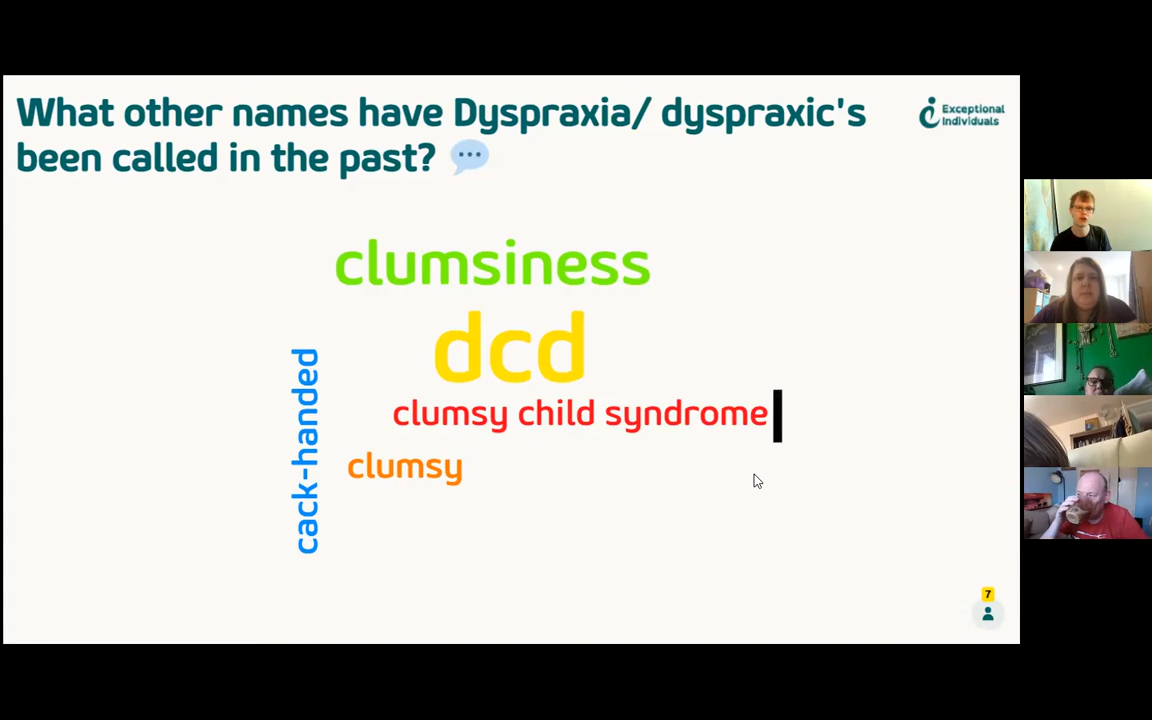 What other names have Dyspraxia/ dyspraxic's
been called in the past?
Exceptional
Individuals
clumsiness
dcd
clumsy child syndrome
clumsy
cack-handed
7